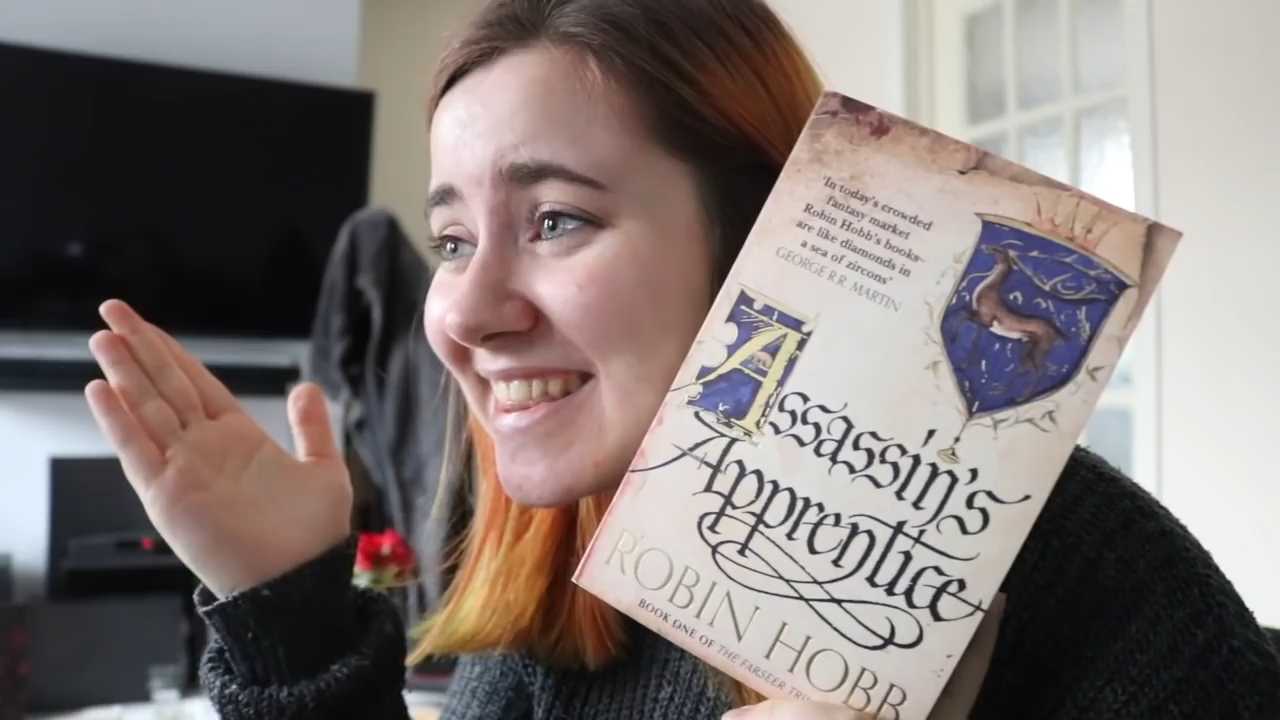 'In today's crowded
fantasy market
Robin Hobb's books
are like diamonds in
a sea of zircons'
GEORGE R.R. MARTIN
Assassin's
Apprentice
ROBIN HOBB
BOOK ONE OF THE FARSEER